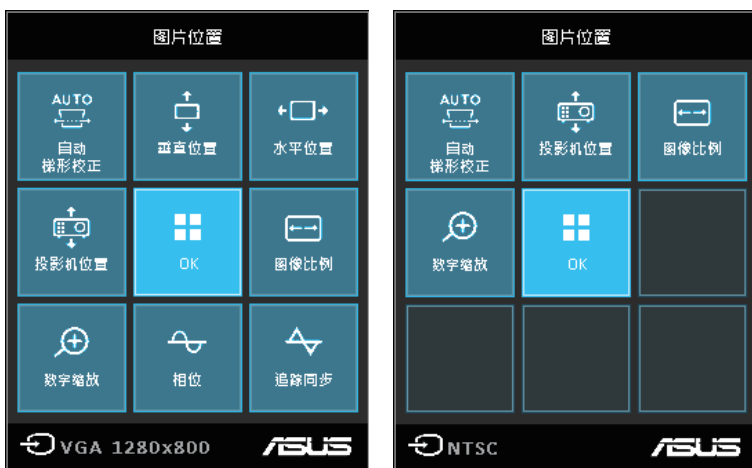 图片位置
AUTO
自动
梯形校正
垂直位置
水平位置
投影机位置
OK
图像比例
数字缩放
相位
追踪同步
VGA 1280x800
ASUS
图片位置
AUTO
自动
梯形校正
投影机位置
图像比例
数字缩放
OK
NTSC
ASUS